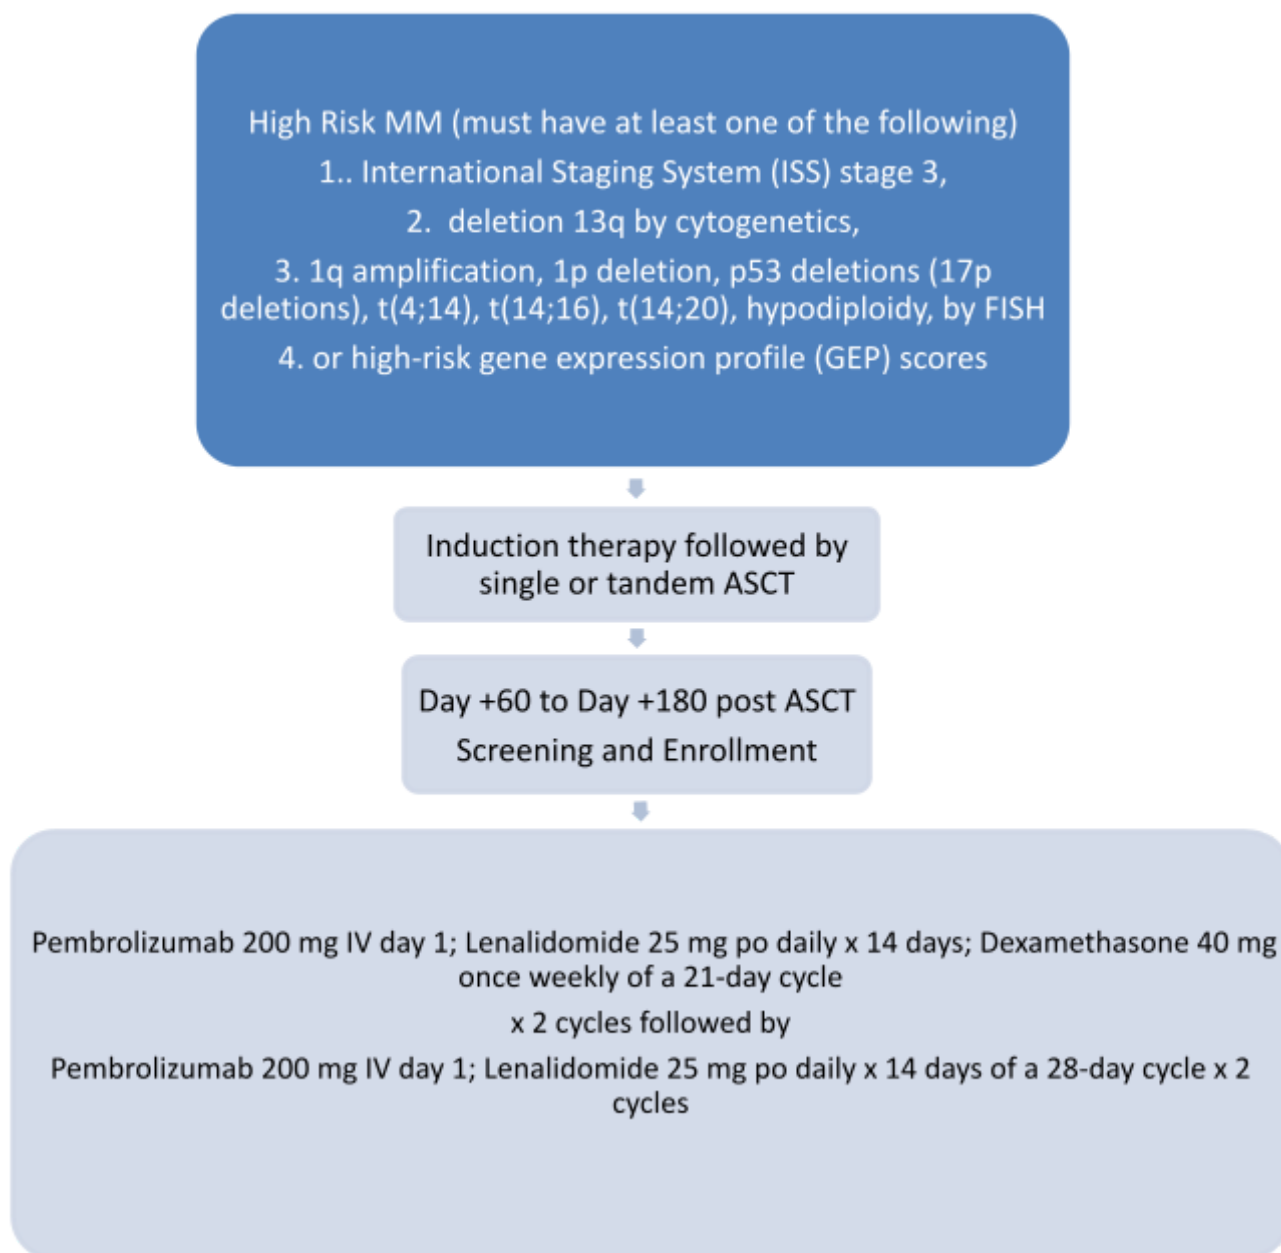 High Risk MM (must have at least one of the following)
1.. International Staging System (ISS) stage 3,
2.  deletion 13q by cytogenetics,
3. 1q amplification, 1p deletion, p53 deletions (17p
deletions), t(4;14), t(14;16), t(14;20), hypodiploidy, by FISH
4. or high-risk gene expression profile (GEP) scores
Induction therapy followed by
single or tandem ASCT
Day +60 to Day +180 post ASCT
Screening and Enrollment
Pembrolizumab 200 mg IV day 1; Lenalidomide 25 mg po daily x 14 days; Dexamethasone 40 mg
once weekly of a 21-day cycle
x 2 cycles followed by
Pembrolizumab 200 mg IV day 1; Lenalidomide 25 mg po daily x 14 days of a 28-day cycle x 2
cycles